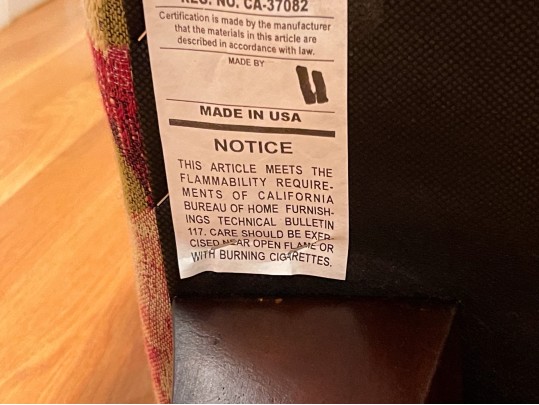 REG. NO. CA-37082
Certification is made by the manufacturer
that the materials in this article are
described in accordance with law.
MADE BY
MADE IN USA
NOTICE
THIS ARTICLE MEETS THE
FLAMMABILITY REQUIRE-
MENTS OF CALIFORNIA
BUREAU OF HOME FURNISH-
INGS TECHNICAL BULLETIN
117. CARE SHOULD BE EXER-
CISED NEAR OPEN FLAME OR
WITH BURNING CIGARETTES.